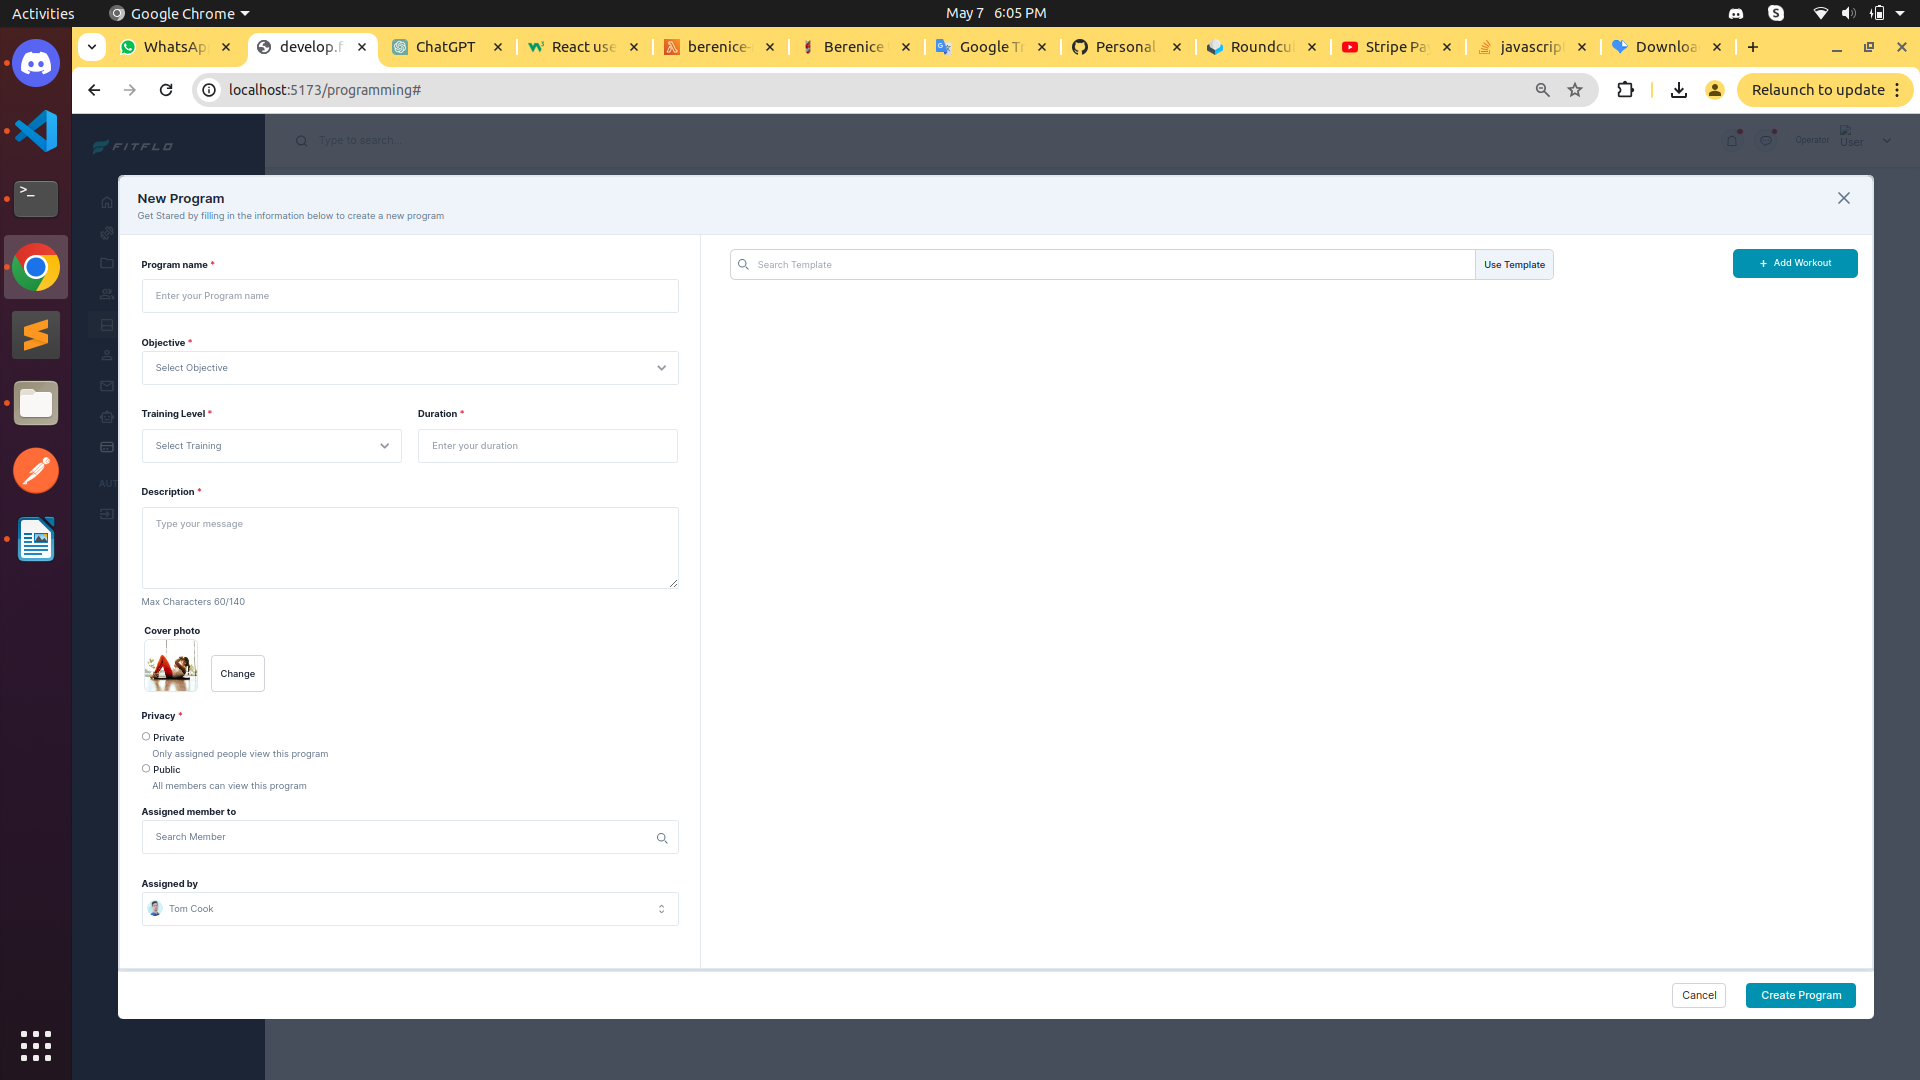 Activities
Google Chrome
May 7 6:05 PM
WhatsAp
develop.f
ChatGPT
React use
berenice-
Berenice
Google Tr
Personal
Roundcu
Stripe Pay
javascrip
Downloa
localhost:5173/programming#
Relaunch to update
FITFLO
Type to search...
Operator
User
New Program
Get Stared by filling in the information below to create a new program
Program name *
Enter your Program name
Objective *
Select Objective
Training Level *
Duration *
Select Training
Enter your duration
Description *
Type your message
Max Characters 60/140
Cover photo
Change
Privacy *
Private
Only assigned people view this program
Public
All members can view this program
Assigned member to
Search Member
Assigned by
Tom Cook
Search Template
Use Template
+ Add Workout
AUT
Cancel
Create Program